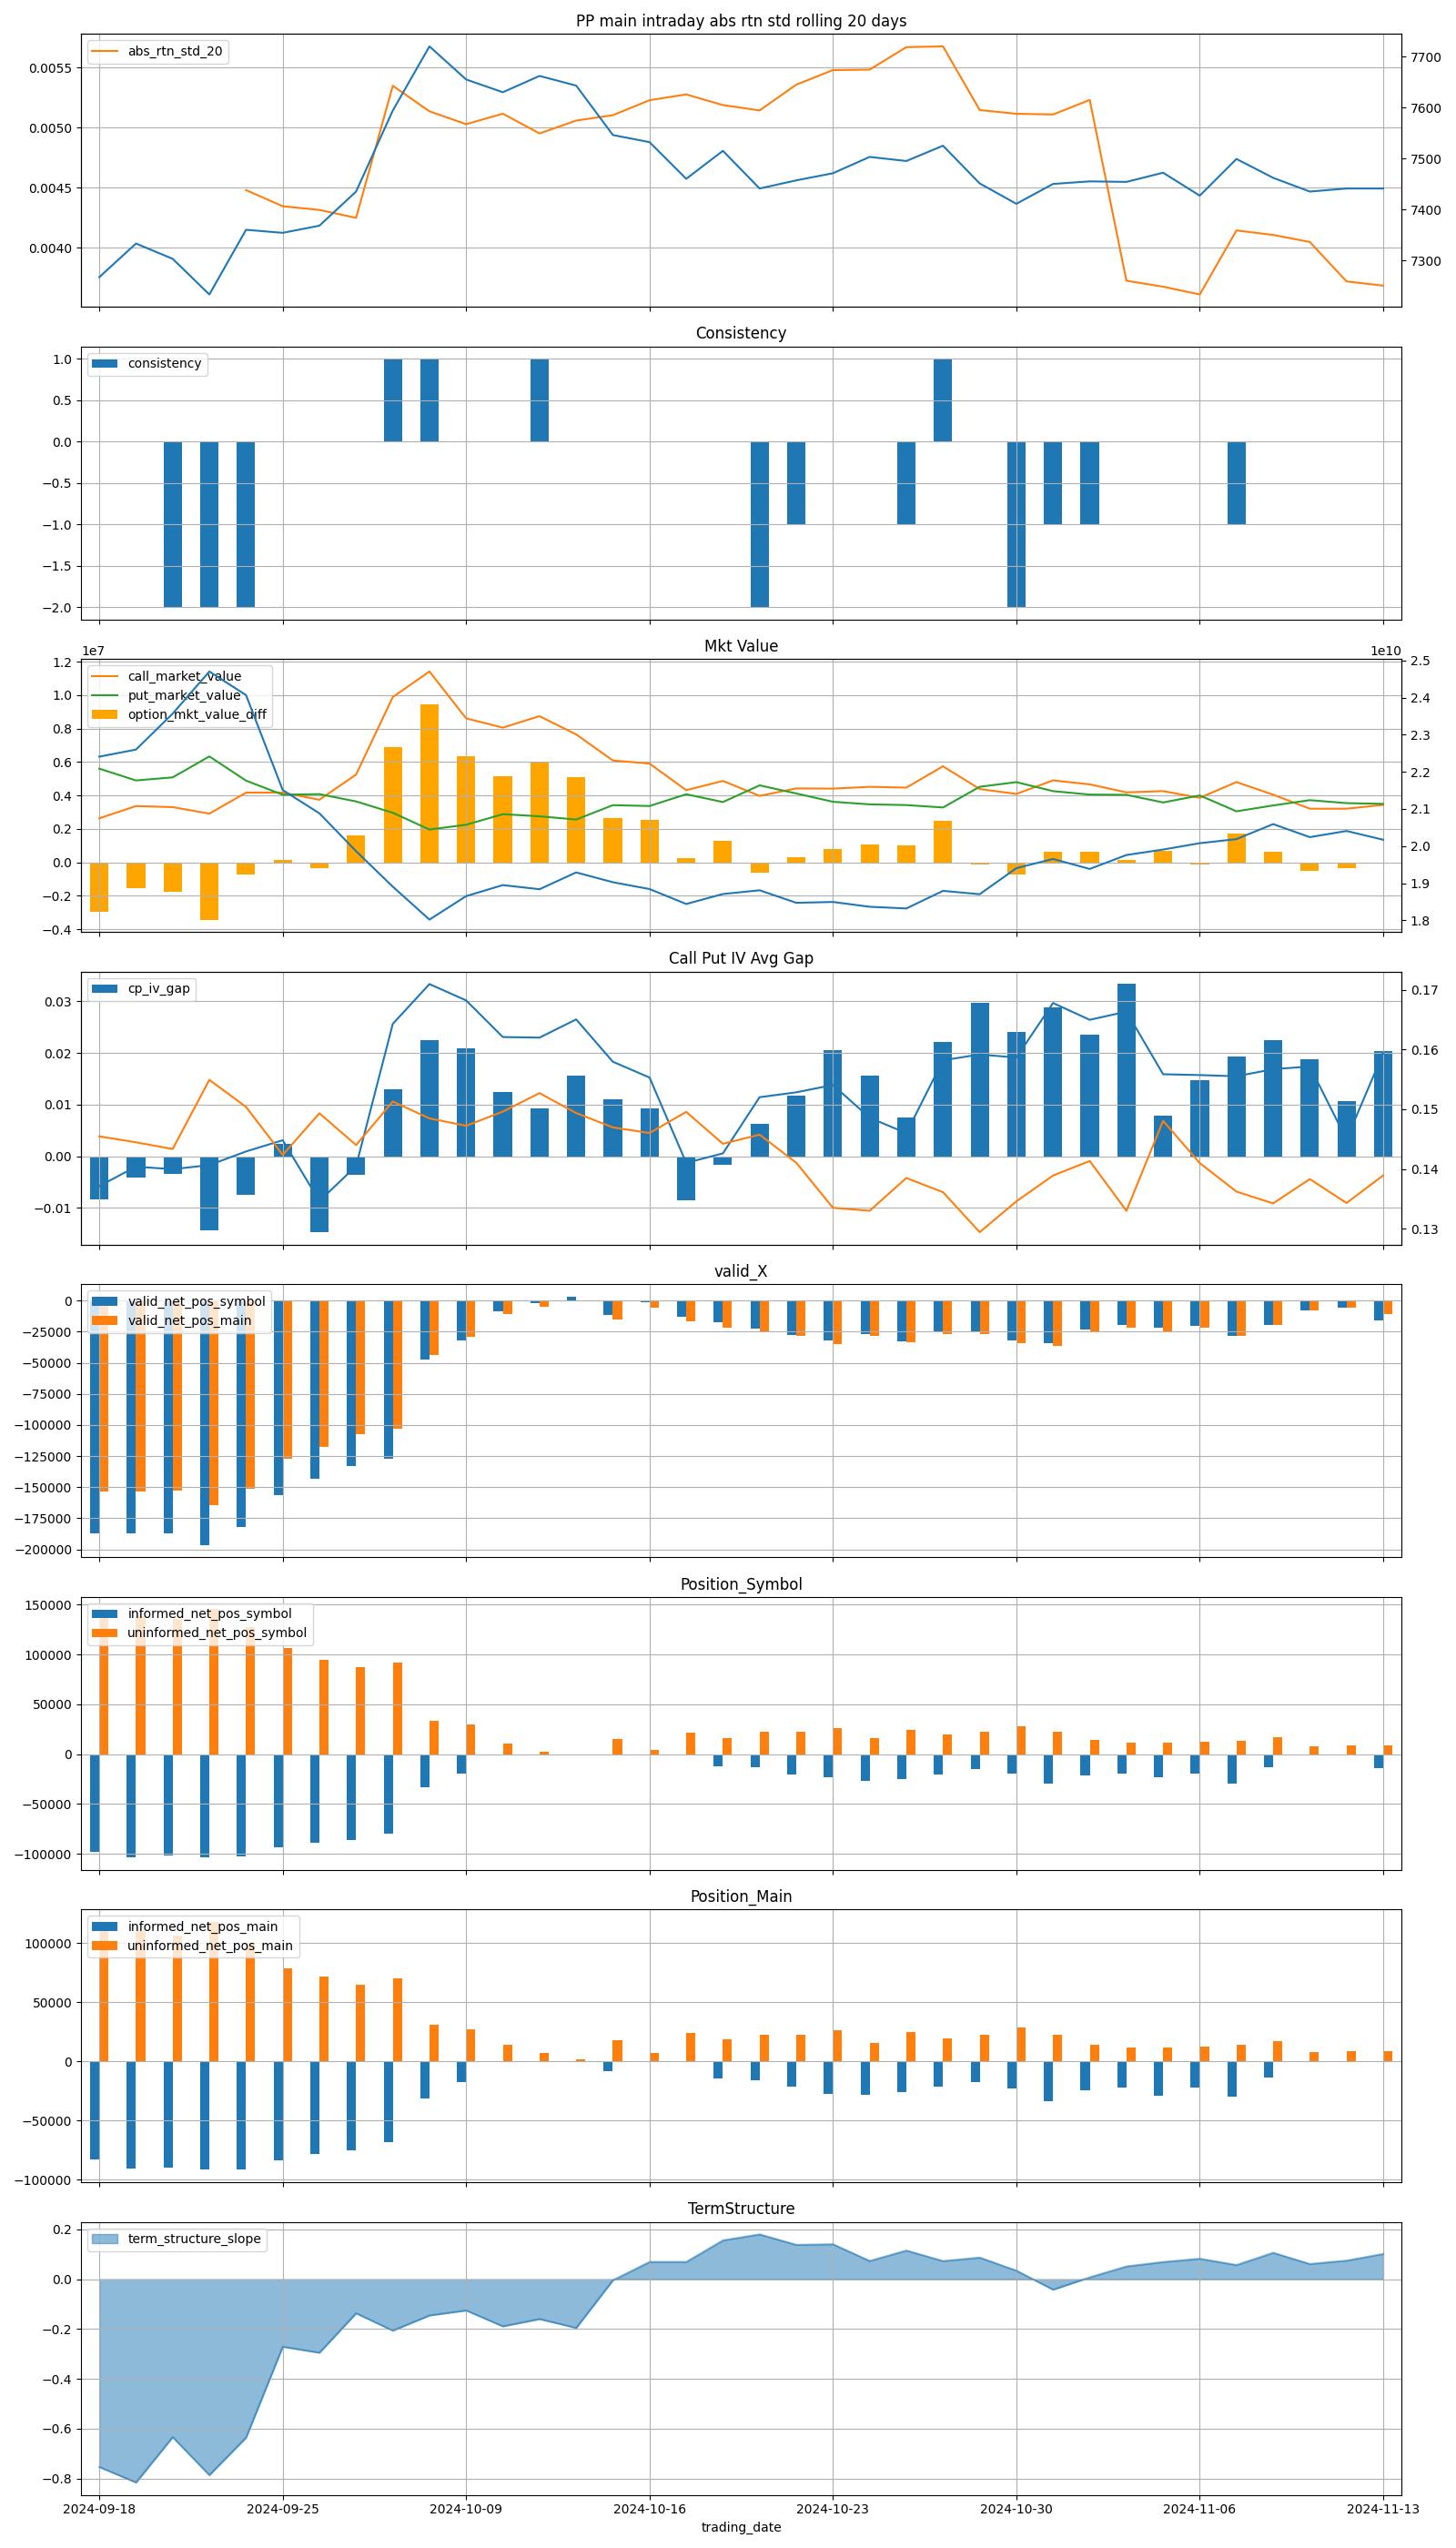 PP main intraday abs rtn std rolling 20 days
abs_rtn_std_20
0.0055
0.0050
0.0045
0.0040
7700
7600
7500
7400
7300
Consistency
consistency
1.0
0.5
0.0
−0.5
−1.0
−1.5
−2.0
Mkt Value
1e7
1e10
call_market_value
put_market_value
option_mkt_value_diff
1.2
1.0
0.8
0.6
0.4
0.2
0.0
−0.2
−0.4
2.5
2.4
2.3
2.2
2.1
2.0
1.9
1.8
Call Put IV Avg Gap
cp_iv_gap
0.03
0.02
0.01
0.00
−0.01
0.17
0.16
0.15
0.14
0.13
valid_X
valid_net_pos_symbol
valid_net_pos_main
0
−25000
−50000
−75000
−100000
−125000
−150000
−175000
−200000
Position_Symbol
informed_net_pos_symbol
uninformed_net_pos_symbol
150000
100000
50000
0
−50000
−100000
Position_Main
informed_net_pos_main
uninformed_net_pos_main
100000
50000
0
−50000
−100000
TermStructure
term_structure_slope
0.2
0.0
−0.2
−0.4
−0.6
−0.8
2024-09-18 2024-09-25 2024-10-09 2024-10-16 2024-10-23 2024-10-30 2024-11-06 2024-11-13
trading_date